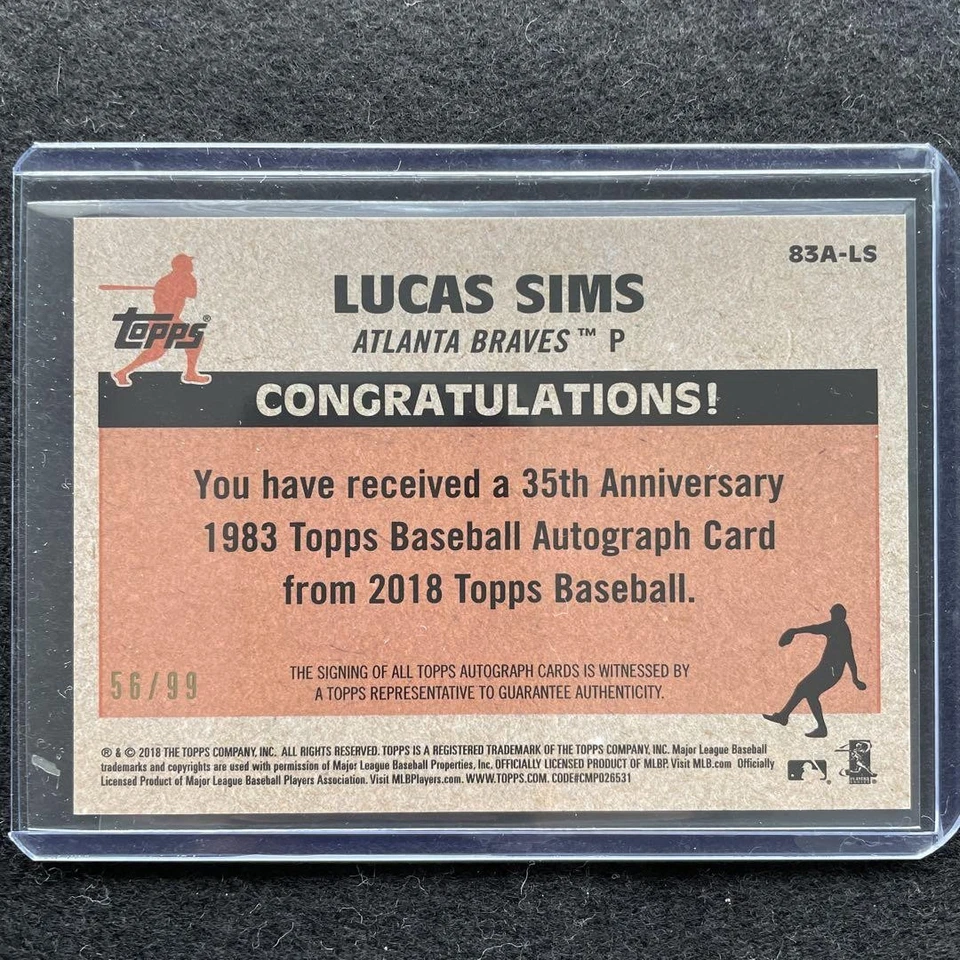 83A-LS
LUCAS SIMS
Topps®
ATLANTA BRAVES™ P
CONGRATULATIONS!
You have received a 35th Anniversary
1983 Topps Baseball Autograph Card
from 2018 Topps Baseball.
THE SIGNING OF ALL TOPPS AUTOGRAPH CARDS IS WITNESSED BY
A TOPPS REPRESENTATIVE TO GUARANTEE AUTHENTICITY.
56/99
® & © 2018 THE TOPPS COMPANY, INC. ALL RIGHTS RESERVED. TOPPS IS A REGISTERED TRADEMARK OF THE TOPPS COMPANY, INC. Major League Baseball
trademarks and copyrights are used with permission of Major League Baseball Properties, Inc. OFFICIALLY LICENSED PRODUCT OF MLBP. Visit MLB.com Officially
Licensed Product of Major League Baseball Players Association. Visit MLBPlayers.com. WWW.TOPPS.COM. CODE#CMP026531